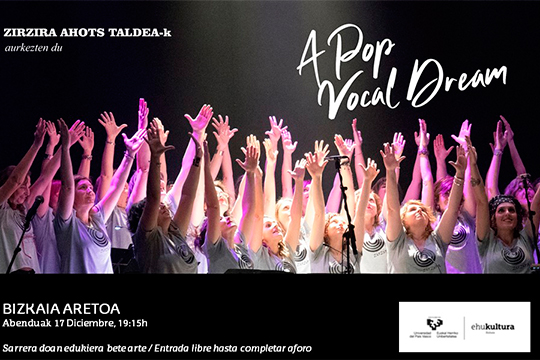 ZIRZIRA AHOTS TALDEA-k
aurkezten du
A Pop
Vocal Dream
BIZKAIA ARETOA
Abenduak 17 Diciembre, 19:15h
Sarrera doan edukiera bete arte / Entrada libre hasta completar aforo
Universidad del País Vasco
Euskal Herriko Unibertsitatea
ehukultura